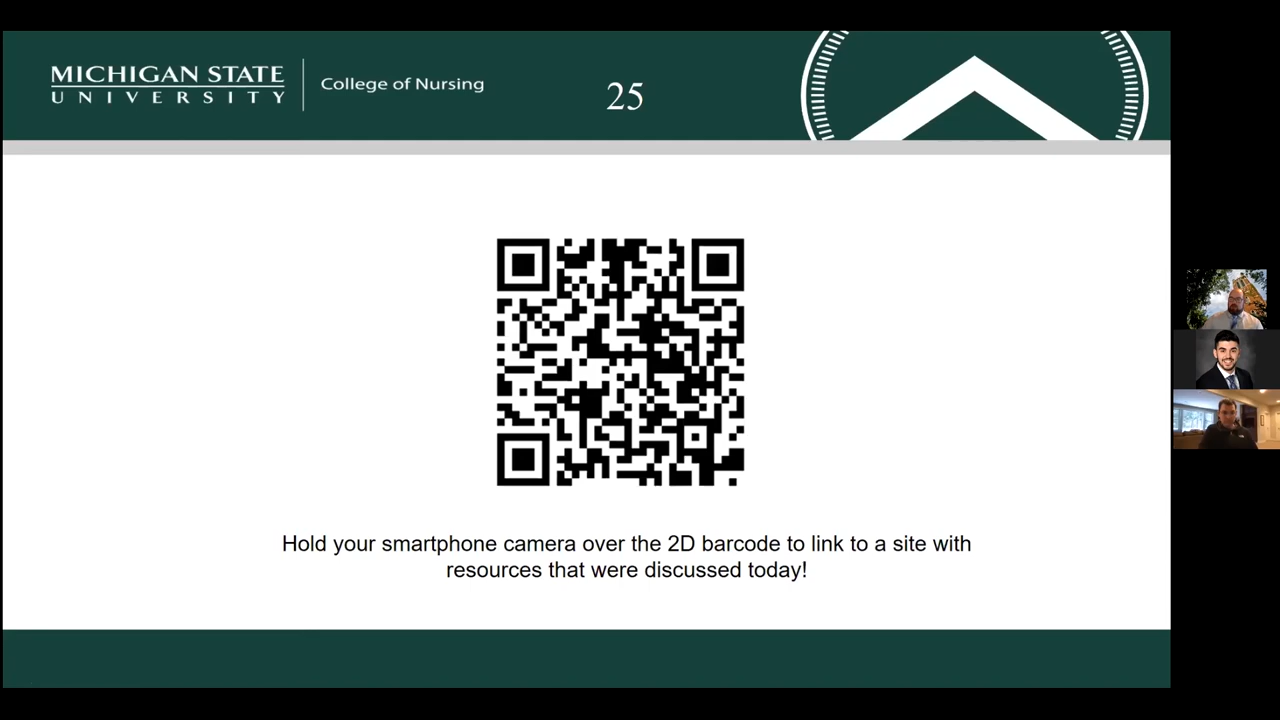 MICHIGAN STATE
UNIVERSITY
College of Nursing
25
Hold your smartphone camera over the 2D barcode to link to a site with
resources that were discussed today!